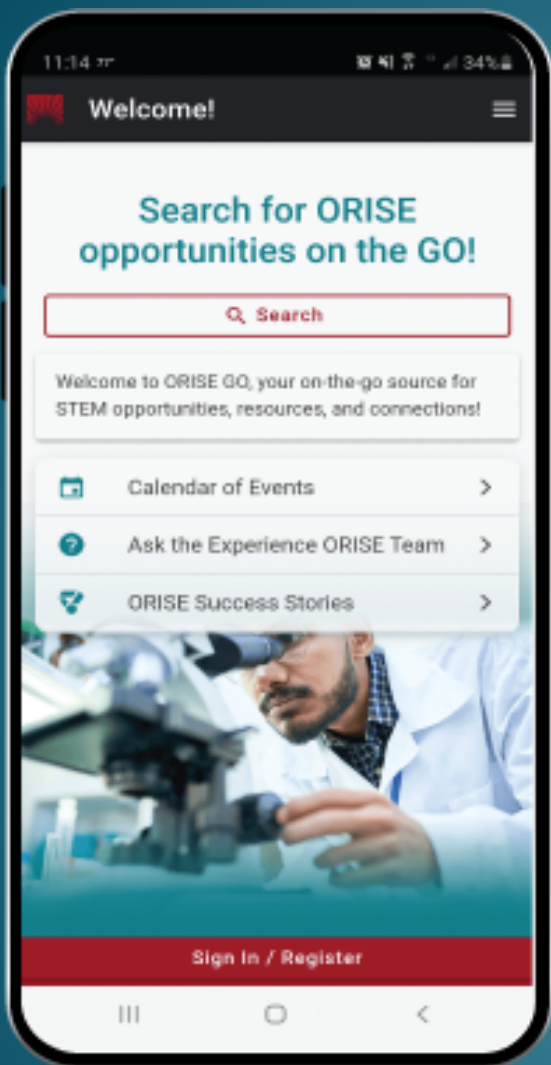 11:14
34%
Welcome!
Search for ORISE
opportunities on the GO!
Search
Welcome to ORISE GO, your on-the-go source for
STEM opportunities, resources, and connections!
Calendar of Events
Ask the Experience ORISE Team
ORISE Success Stories
Sign In / Register